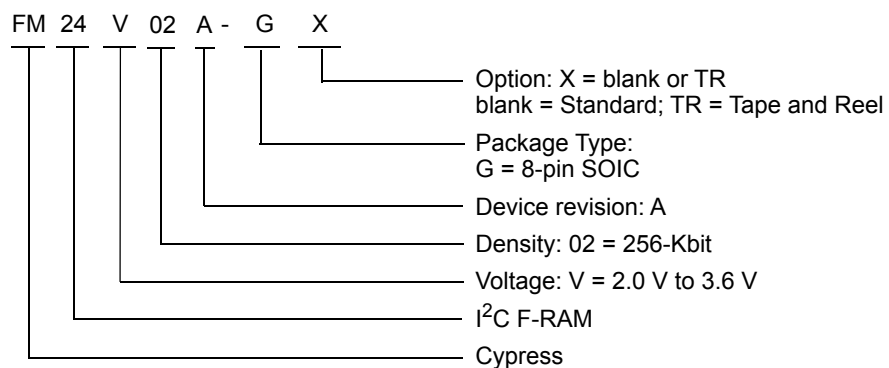 FM 24 V 02 A - G X
Option: X = blank or TR
blank = Standard; TR = Tape and Reel
Package Type:
G = 8-pin SOIC
Device revision: A
Density: 02 = 256-Kbit
Voltage: V = 2.0 V to 3.6 V
I²C F-RAM
Cypress